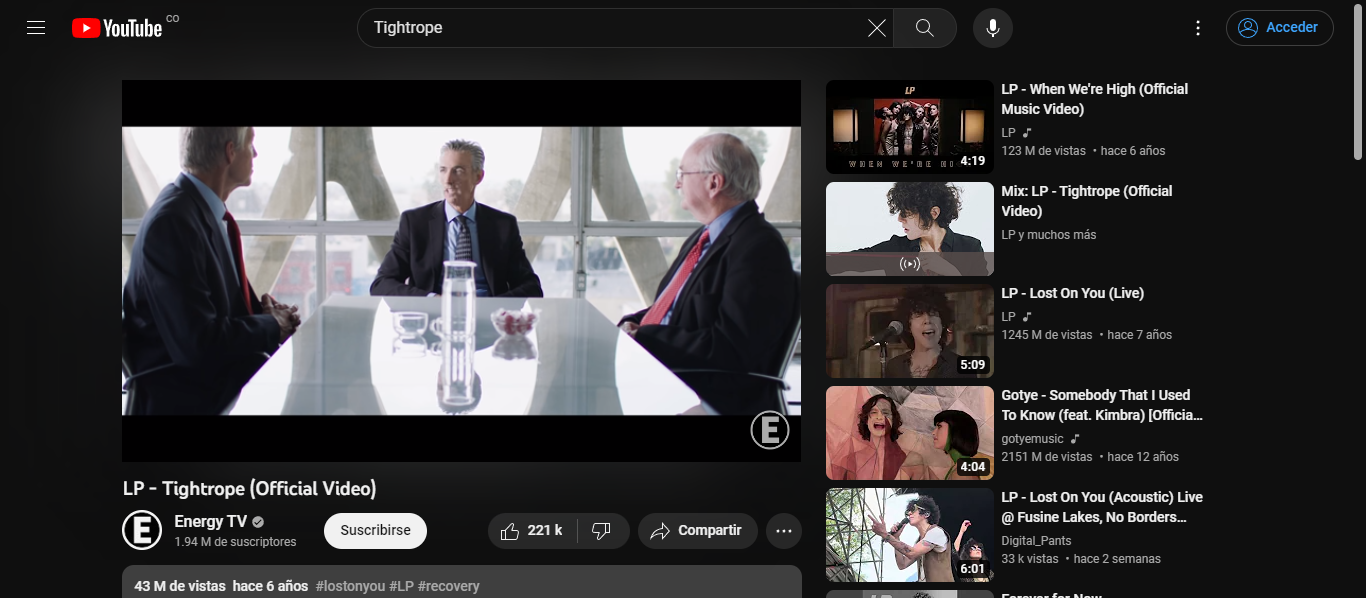 YouTube CO
Tightrope
Acceder
E
LP - Tightrope (Official Video)
E
Energy TV
1.94 M de suscriptores
Suscribirse
221 k
Compartir
43 M de vistas hace 6 años #lostonyou #LP #recovery
LP
WHEN WE'RE HI
4:19
LP - When We're High (Official
Music Video)
LP
123 M de vistas • hace 6 años
Mix: LP - Tightrope (Official
Video)
LP y muchos más
5:09
LP - Lost On You (Live)
LP
1245 M de vistas • hace 7 años
4:04
Gotye - Somebody That I Used
To Know (feat. Kimbra) [Officia...
gotyemusic
2151 M de vistas • hace 12 años
6:01
LP - Lost On You (Acoustic) Live
@ Fusine Lakes, No Borders...
Digital_Pants
33 k vistas • hace 2 semanas
LP
Forever for Now